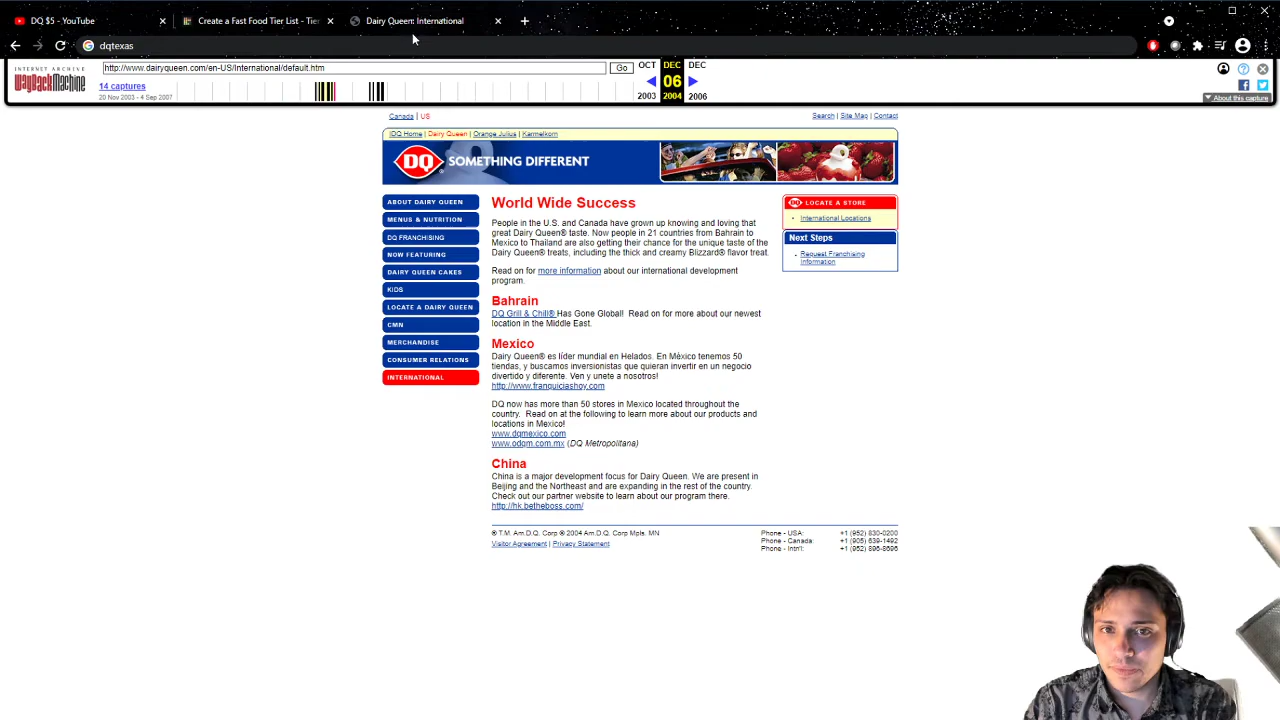 DQ $5 - YouTube
Create a Fast Food Tier List - Tier
Dairy Queen: International
dqtexas
INTERNET ARCHIVE
WayBackMachine
http://www.dairyqueen.com/en-US/International/default.htm
Go
14 captures
20 Nov 2003 - 4 Sep 2007
OCT DEC DEC
06
2003 2004 2006
About this capture
Canada | US
Search | Site Map | Contact
IDQ Home | Dairy Queen | Orange Julius | Karmelkorn
DQ SOMETHING DIFFERENT
ABOUT DAIRY QUEEN
MENUS & NUTRITION
DQ FRANCHISING
NOW FEATURING
DAIRY QUEEN CAKES
KIDS
LOCATE A DAIRY QUEEN
CMN
MERCHANDISE
CONSUMER RELATIONS
INTERNATIONAL
World Wide Success
People in the U.S. and Canada have grown up knowing and loving that
great Dairy Queen® taste. Now people in 21 countries from Bahrain to
Mexico to Thailand are also getting their chance for the unique taste of the
Dairy Queen® treats, including the thick and creamy Blizzard® flavor treat.
Read on for more information about our international development
program.
Bahrain
DQ Grill & Chill® Has Gone Global! Read on for more about our newest
location in the Middle East.
Mexico
Dairy Queen® es líder mundial en Helados. En México tenemos 50
tiendas, y buscamos inversionistas que quieran invertir en un negocio
divertido y diferente. Ven y unete a nosotros!
http://www.franquiciashoy.com
DQ now has more than 50 stores in Mexico located throughout the
country. Read on at the following to learn more about our products and
locations in Mexico!
www.dqmexico.com
www.odqm.com.mx (DQ Metropolitana)
China
China is a major development focus for Dairy Queen. We are present in
Beijing and the Northeast and are expanding in the rest of the country.
Check out our partner website to learn about our program there.
http://hk.betheboss.com/
DQ LOCATE A STORE
International Locations
Next Steps
Request Franchising
Information
® T.M. Am.D.Q. Corp © 2004 Am.D.Q. Corp Mpls. MN
Visitor Agreement | Privacy Statement
Phone - USA: +1 (952) 830-0200
Phone - Canada: +1 (905) 639-1492
Phone - Int'l: +1 (952) 896-8696